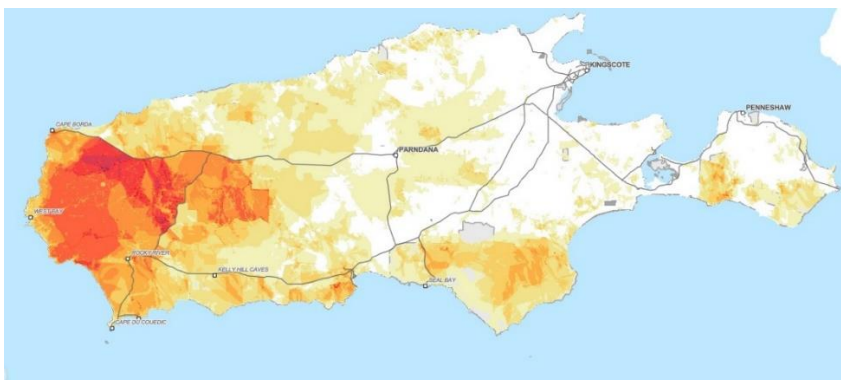 KINGSCOTE
PENNESHAW
CAPE BORDA
PARNDANA
WEST BAY
ROCKY RIVER
KELLY HILL CAVES
SEAL BAY
CAPE DU COUEDIC